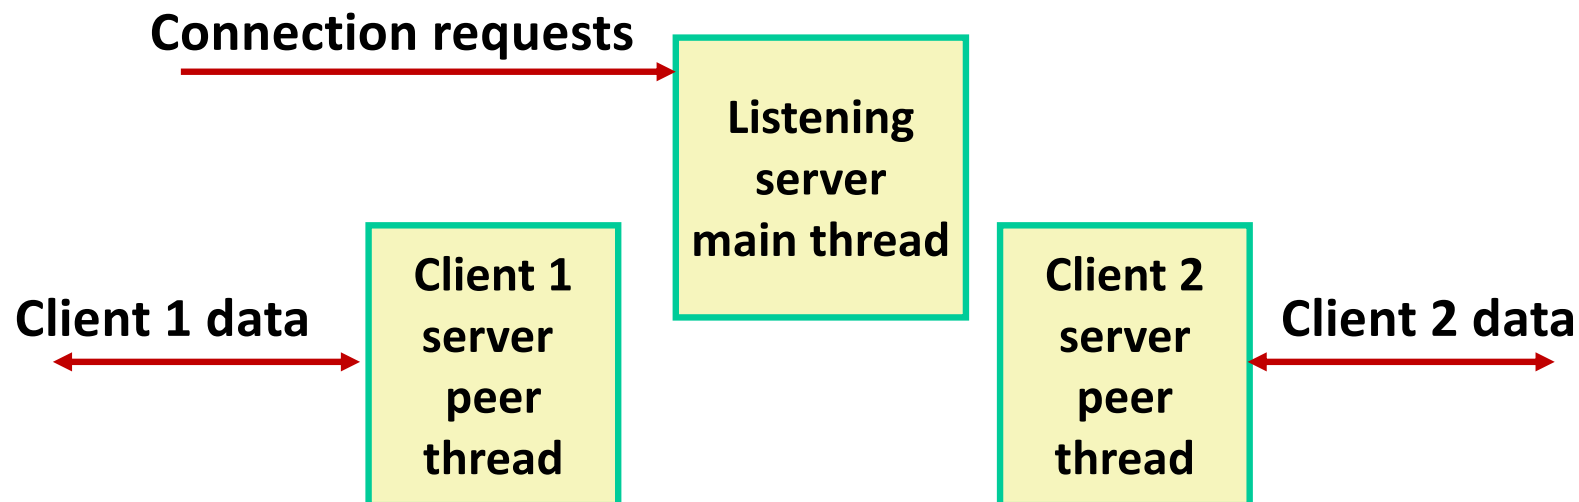 Connection requests
Listening
server
main thread
Client 1
server
peer
thread
Client 1 data
Client 2
server
peer
thread
Client 2 data